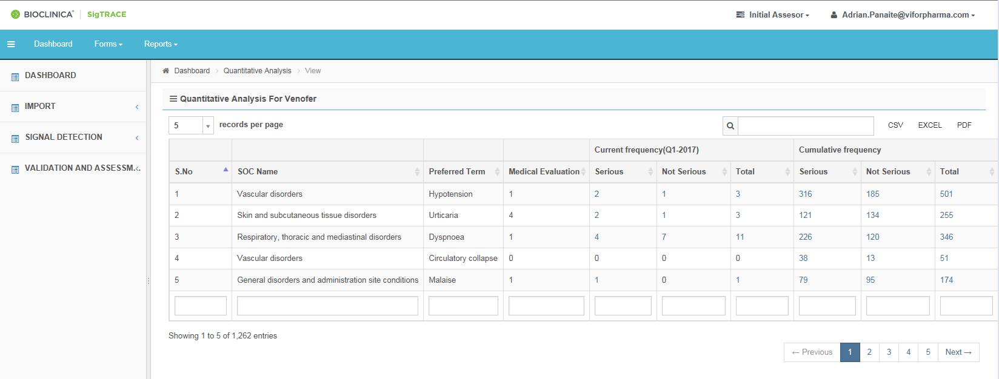 BIOCLINICA® SigTRACE Initial Assesor Adrian.Panaite@viforpharma.com
Dashboard Forms Reports
DASHBOARD
IMPORT
SIGNAL DETECTION
VALIDATION AND ASSESSM...
Dashboard > Quantitative Analysis > View
Quantitative Analysis For Venofer
5 records per page CSV EXCEL PDF
Current frequency(Q1-2017) Cumulative frequency
S.No SOC Name Preferred Term Medical Evaluation Serious Not Serious Total Serious Not Serious Total
1 Vascular disorders Hypotension 1 2 1 3 316 185 501
2 Skin and subcutaneous tissue disorders Urticaria 4 2 1 3 121 134 255
3 Respiratory, thoracic and mediastinal disorders Dyspnoea 1 4 7 11 226 120 346
4 Vascular disorders Circulatory collapse 0 0 0 0 38 13 51
5 General disorders and administration site conditions Malaise 1 1 0 1 79 95 174
Showing 1 to 5 of 1,262 entries
← Previous 1 2 3 4 5 Next →